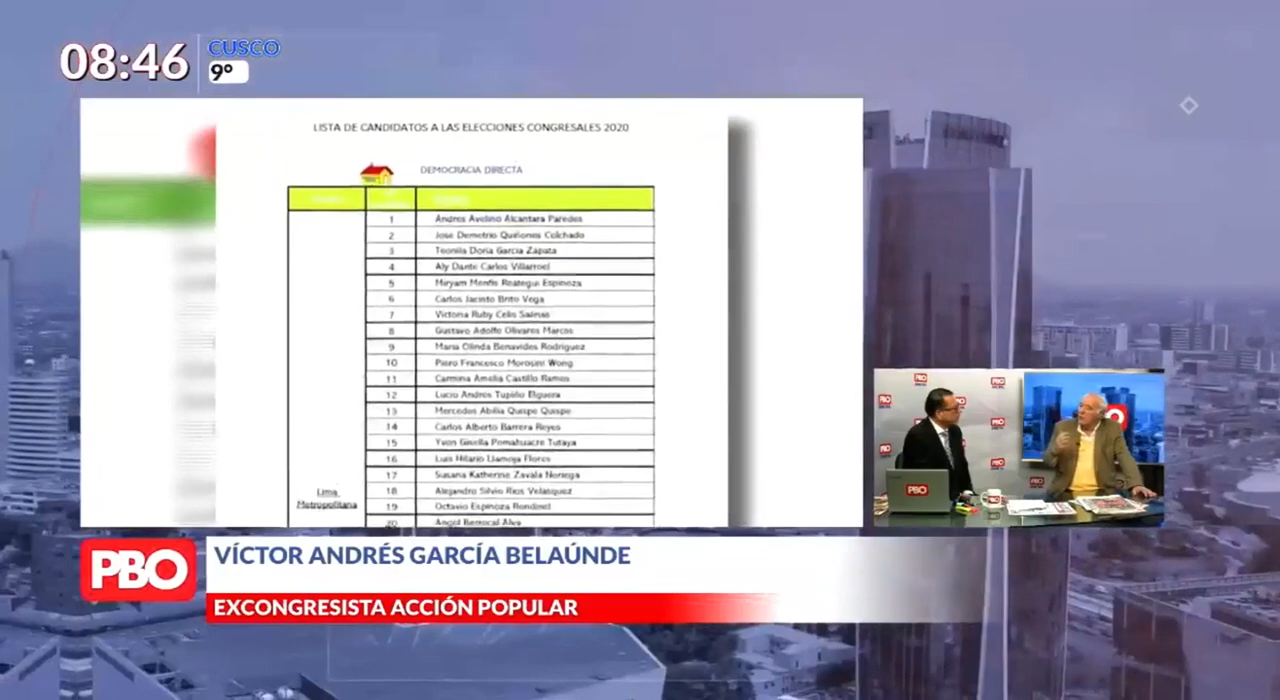 08:46
CUSCO
9°
LISTA DE CANDIDATOS A LAS ELECCIONES CONGRESALES 2020
DEMOCRACIA DIRECTA
1 Andres Avelino Alcantara Paredes
2 Jose Demetrio Quiñones Colchado
3 Teonila Doria Garcia Zapata
4 Aly Dante Carlos Villarroel
5 Miryam Menfis Reategui Espinoza
6 Carlos Jacinto Brito Vega
7 Victoria Ruby Celis Salinas
8 Gustavo Adolfo Olivares Marcos
9 Maria Olinda Benavides Rodriguez
10 Piero Francesco Morosini Wong
11 Carmina Amelia Castillo Ramos
12 Lucio Andres Tupiño Elguera
13 Mercedes Abilia Quispe Quispe
14 Carlos Alberto Barrera Reyes
15 Yvon Gisella Pomahuacre Tutaya
16 Luis Hilario Llamoja Flores
17 Susana Katherine Zavala Noriega
18 Alejandro Silvio Rios Velasquez
Lima
Metropolitana
19 Octavio Espinoza Rendinel
20 Angel Berrocal Alva
PBO
PBO
VÍCTOR ANDRÉS GARCÍA BELAÚNDE
EXCONGRESISTA ACCIÓN POPULAR